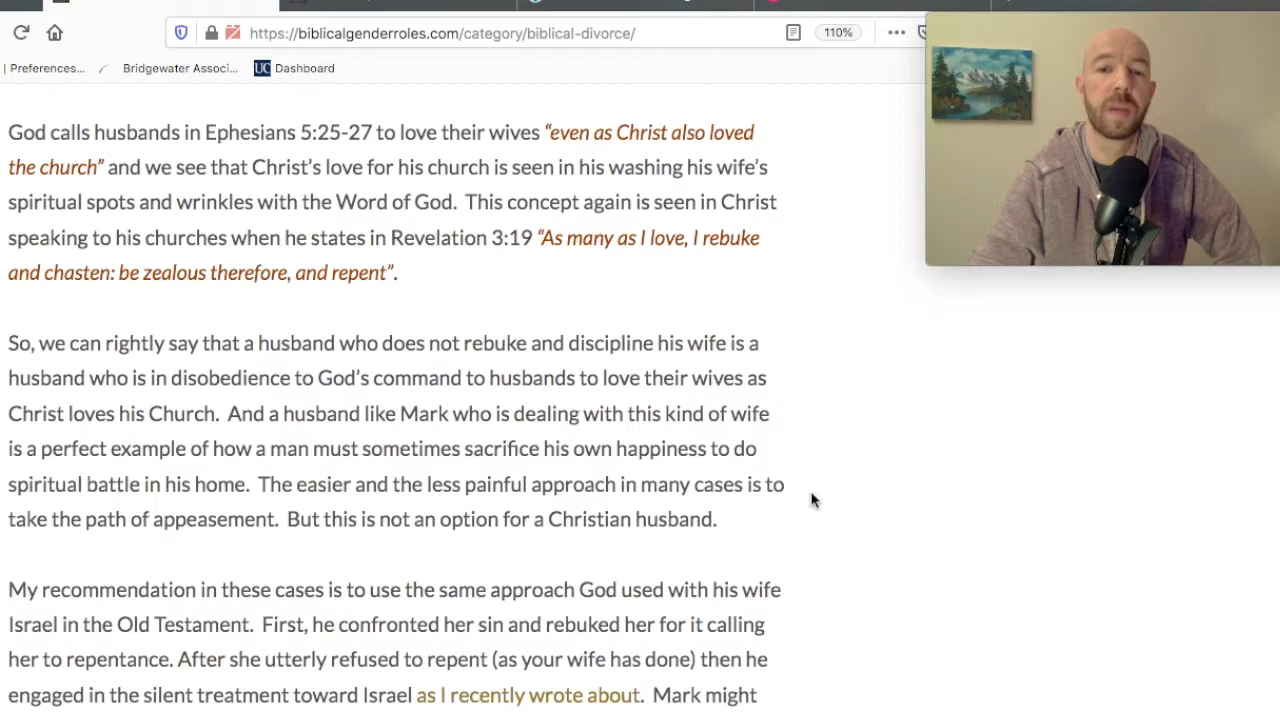 https://biblicalgenderroles.com/category/biblical-divorce/
110%
Preferences...
Bridgewater Associ...
UC Dashboard
God calls husbands in Ephesians 5:25-27 to love their wives “even as Christ also loved
the church” and we see that Christ’s love for his church is seen in his washing his wife’s
spiritual spots and wrinkles with the Word of God. This concept again is seen in Christ
speaking to his churches when he states in Revelation 3:19 “As many as I love, I rebuke
and chasten: be zealous therefore, and repent”.
So, we can rightly say that a husband who does not rebuke and discipline his wife is a
husband who is in disobedience to God’s command to husbands to love their wives as
Christ loves his Church. And a husband like Mark who is dealing with this kind of wife
is a perfect example of how a man must sometimes sacrifice his own happiness to do
spiritual battle in his home. The easier and the less painful approach in many cases is to
take the path of appeasement. But this is not an option for a Christian husband.
My recommendation in these cases is to use the same approach God used with his wife
Israel in the Old Testament. First, he confronted her sin and rebuked her for it calling
her to repentance. After she utterly refused to repent (as your wife has done) then he
engaged in the silent treatment toward Israel as I recently wrote about. Mark might